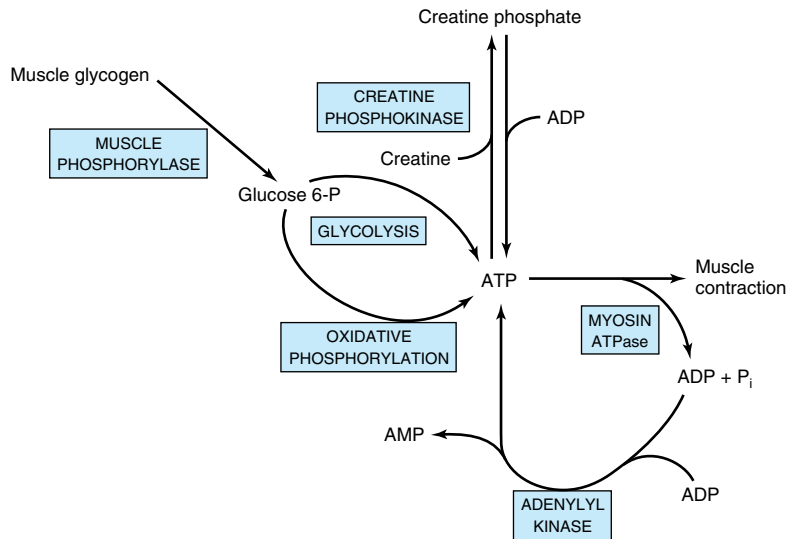 Creatine phosphate
Muscle glycogen
CREATINE
PHOSPHOKINASE
ADP
MUSCLE
PHOSPHORYLASE
Creatine
Glucose 6-P
GLYCOLYSIS
ATP
Muscle
contraction
OXIDATIVE
PHOSPHORYLATION
MYOSIN
ATPase
ADP + Pi
AMP
ADP
ADENYLYL
KINASE